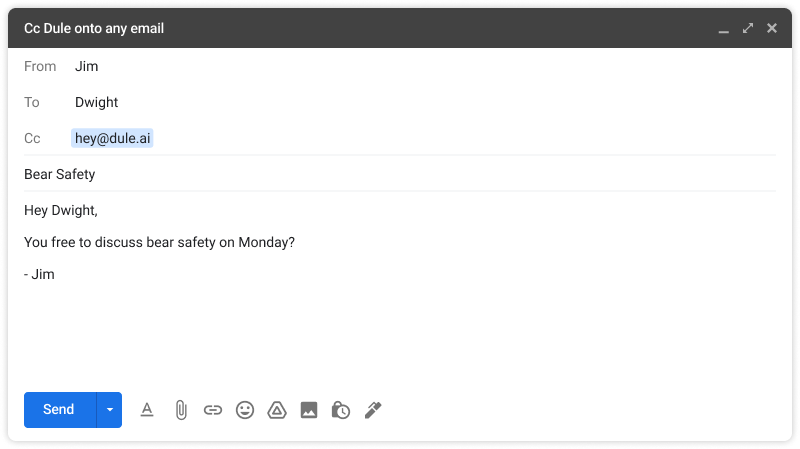 Cc Dule onto any email
From Jim
To Dwight
Cc hey@dule.ai
Bear Safety
Hey Dwight,
You free to discuss bear safety on Monday?
- Jim
Send